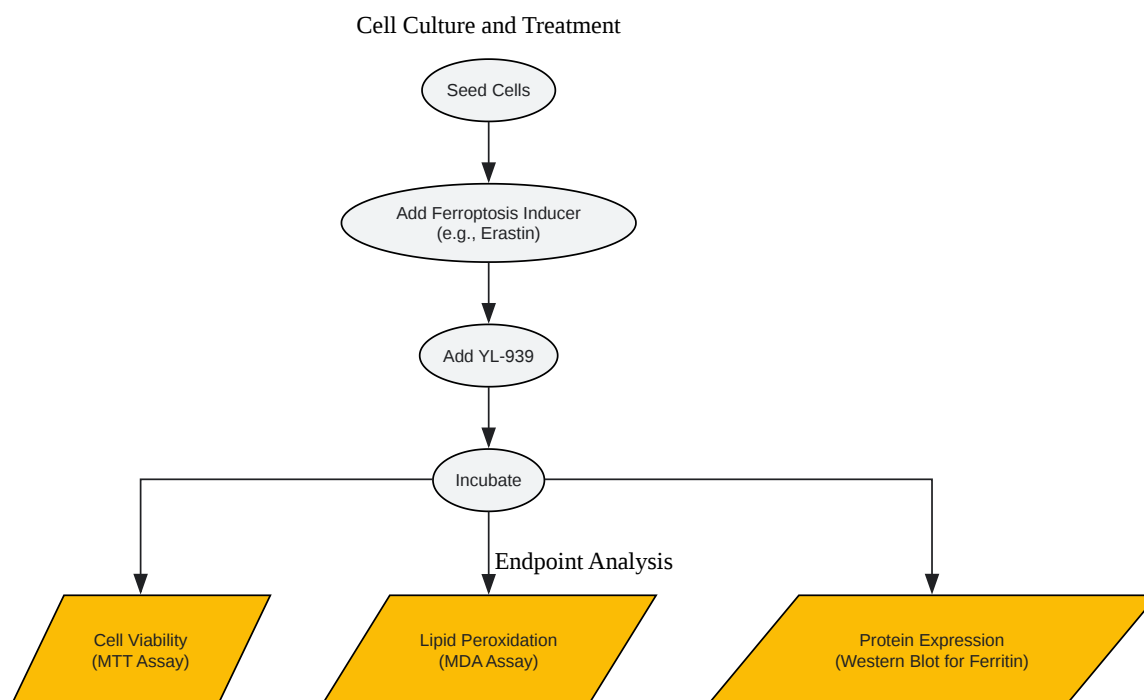 Cell Culture and Treatment
Seed Cells
Add Ferroptosis Inducer
(e.g., Erastin)
Add YL-939
Incubate
Endpoint Analysis
Cell Viability
(MTT Assay)
Lipid Peroxidation
(MDA Assay)
Protein Expression
(Western Blot for Ferritin)